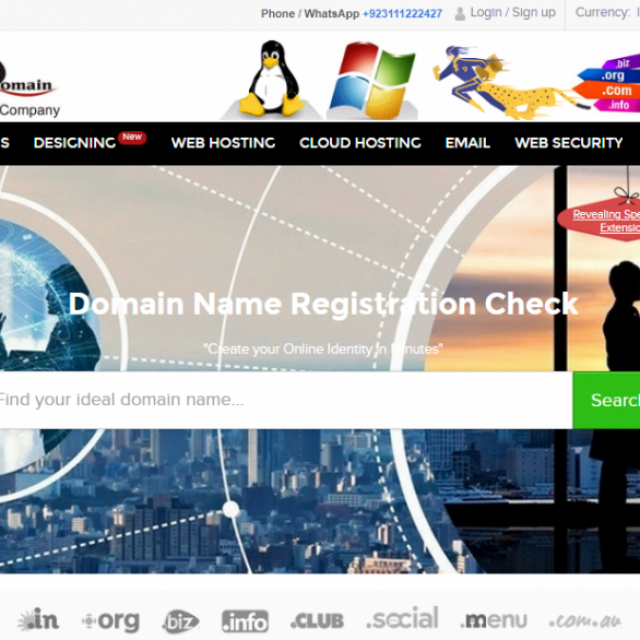 Phone / WhatsApp +923111222427 Login / Sign up Currency:
omain
Company
.biz
.org
.com
.info
S DESIGNING New WEB HOSTING CLOUD HOSTING EMAIL WEB SECURITY
Revealing Spe
Extensio
Domain Name Registration Check
"Create your Online Identity in Minutes"
Find your ideal domain name...
Search
.in .org .biz .info .CLUB .social .menu .com.au